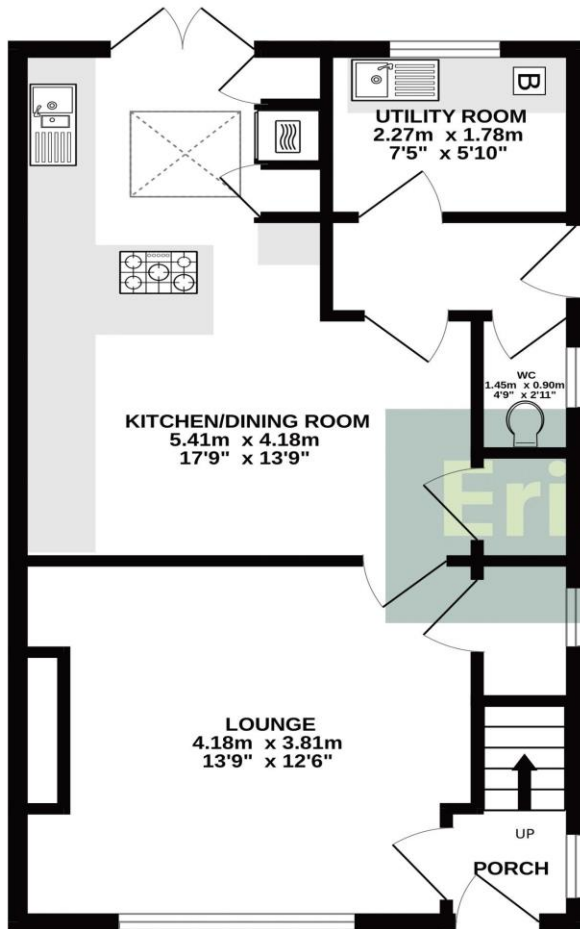 B
UTILITY ROOM
2.27m x 1.78m
7'5" x 5'10"
WC
1.45m x 0.90m
4'9" x 2'11"
KITCHEN/DINING ROOM
5.41m x 4.18m
17'9" x 13'9"
Eri
LOUNGE
4.18m x 3.81m
13'9" x 12'6"
UP
PORCH